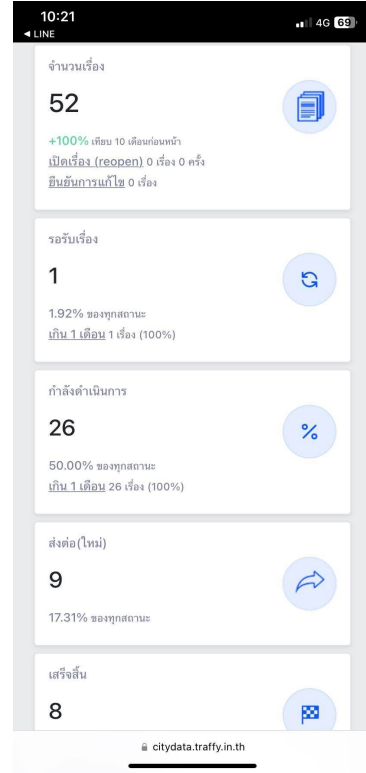 10:21
4G 69
◀ LINE
จำนวนเรื่อง
52
+100% เทียบ 10 เดือนก่อนหน้า
เปิดเรื่อง (reopen) 0 เรื่อง 0 ครั้ง
ยืนยันการแก้ไข 0 เรื่อง
รอรับเรื่อง
1
1.92% ของทุกสถานะ
เกิน 1 เดือน 1 เรื่อง (100%)
กำลังดำเนินการ
26
%
50.00% ของทุกสถานะ
เกิน 1 เดือน 26 เรื่อง (100%)
ส่งต่อ(ใหม่)
9
17.31% ของทุกสถานะ
เสร็จสิ้น
8
citydata.traffy.in.th